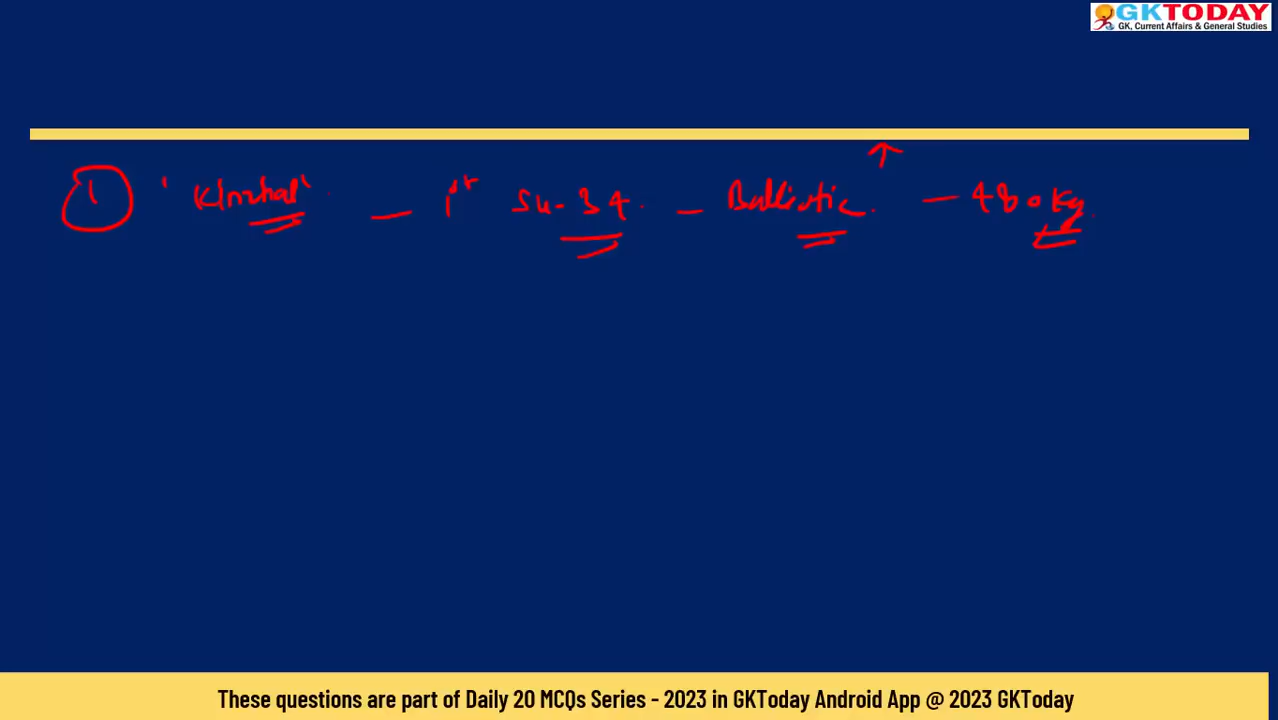 GKTODAY
GK, Current Affairs & General Studies
① 'Kinzhal' — 1st Su-34 — Ballistic — 480 Kg
These questions are part of Daily 20 MCQs Series - 2023 in GKToday Android App @ 2023 GKToday